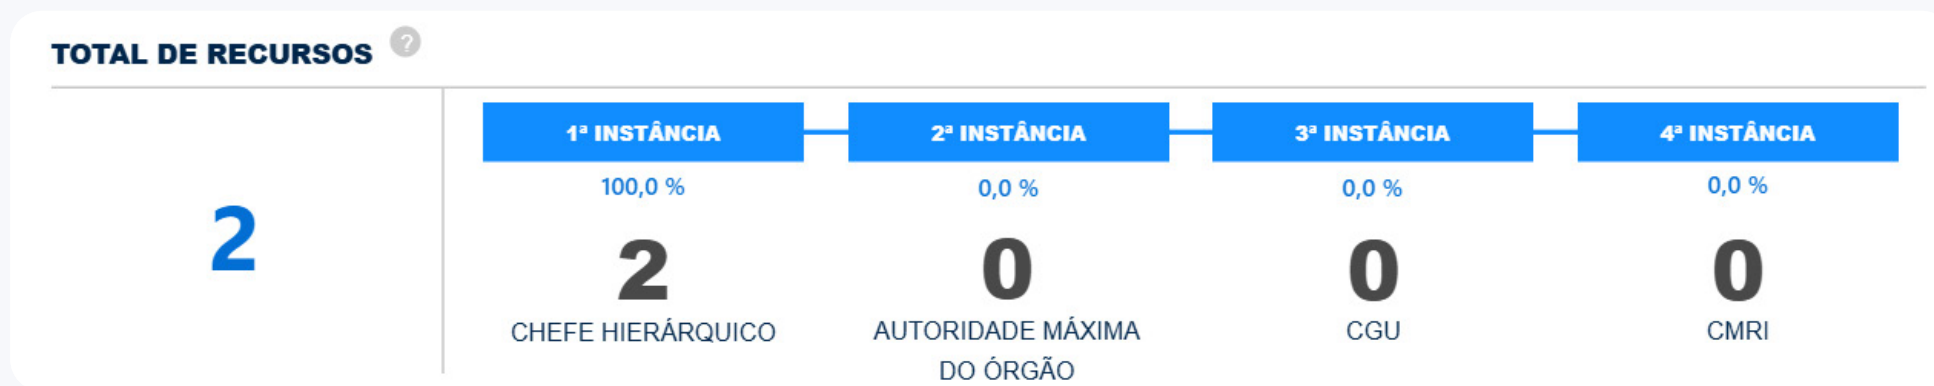 TOTAL DE RECURSOS ?
1ª INSTÂNCIA 2ª INSTÂNCIA 3ª INSTÂNCIA 4ª INSTÂNCIA
100,0 % 0,0 % 0,0 % 0,0 %
2 2 0 0 0
CHEFE HIERÁRQUICO AUTORIDADE MÁXIMA CGU CMRI
DO ÓRGÃO